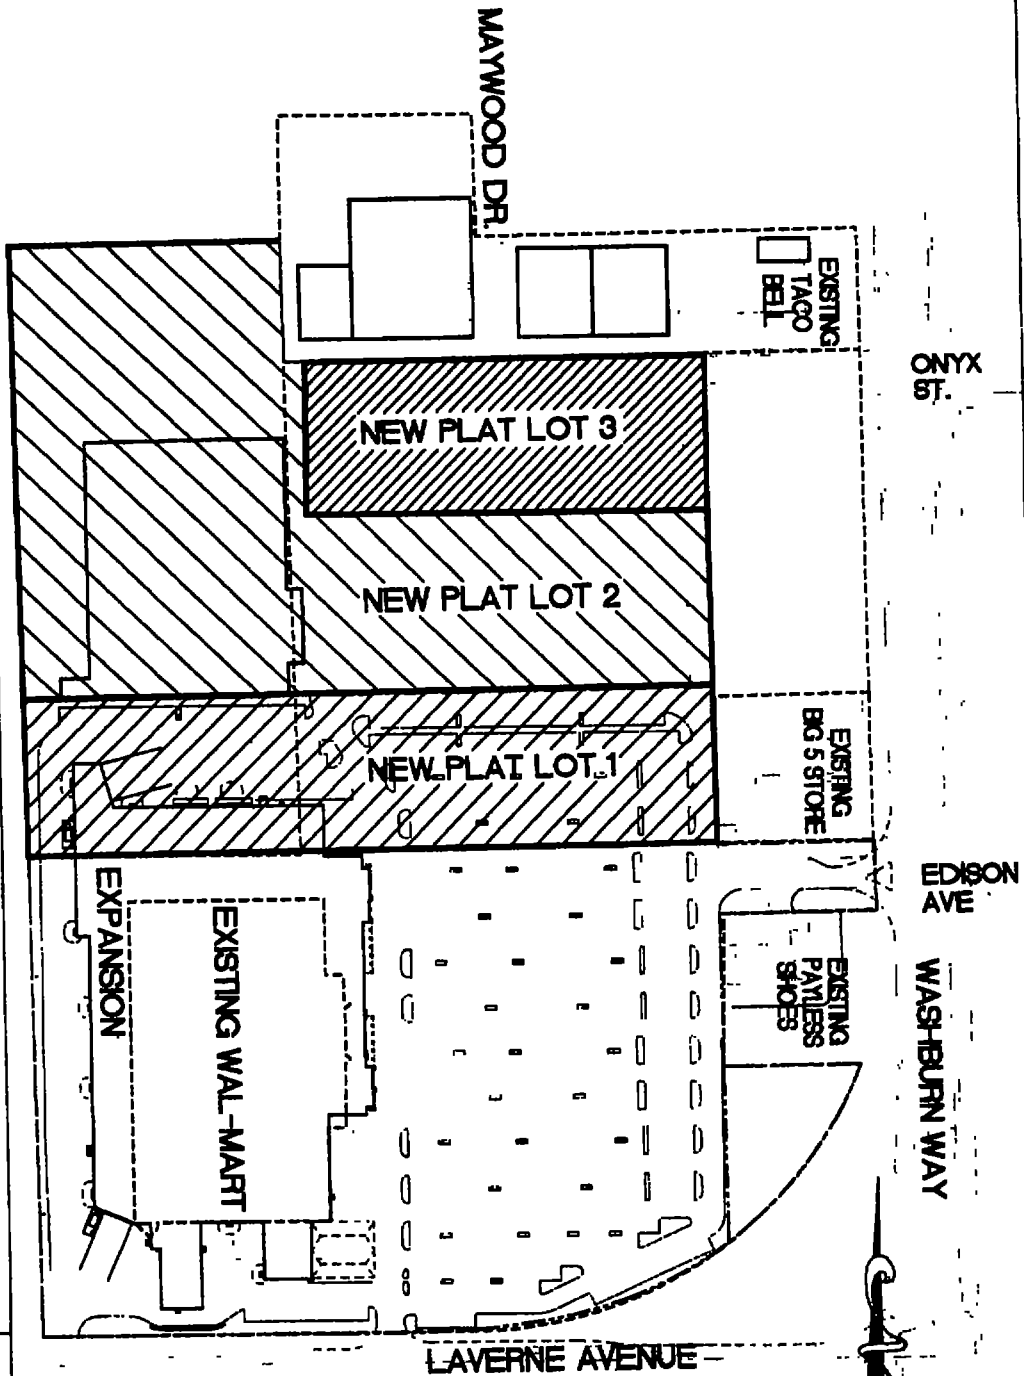 MAYWOOD DR
EXISTING
TACO
BELL
ONYX
ST.
NEW PLAT LOT 3
NEW PLAT LOT 2
NEW PLAT LOT 1
EXISTING
BIG 5 STORE
EDISON
AVE
EXPANSION
EXISTING WAL-MART
EXISTING
PAYLESS
SHOES
WASHBURN WAY
LAVERNE AVENUE